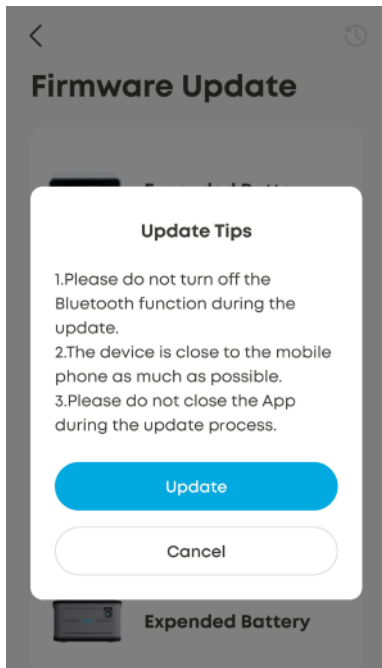 Firmware Update
Update Tips
1.Please do not turn off the
Bluetooth function during the
update.
2.The device is close to the mobile
phone as much as possible.
3.Please do not close the App
during the update process.
Update
Cancel
Expended Battery